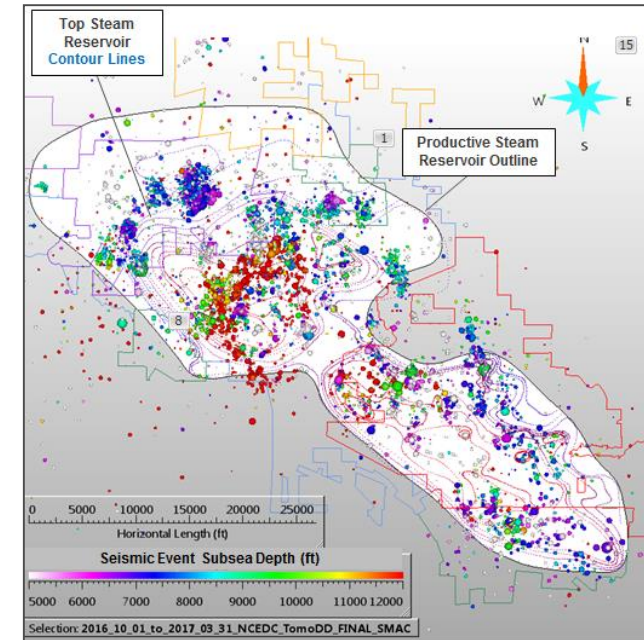 Top Steam
Reservoir
Contour Lines
15
N
W
E
S
1
Productive Steam
Reservoir Outline
8
0 5000 10000 15000 20000 25000
Horizontal Length (ft)
Seismic Event Subsea Depth (ft)
5000 6000 7000 8000 9000 10000 11000 12000
Selection: 2016_10_01_to_2017_03_31_NCEDC_TomoDD_FINAL_SMAC